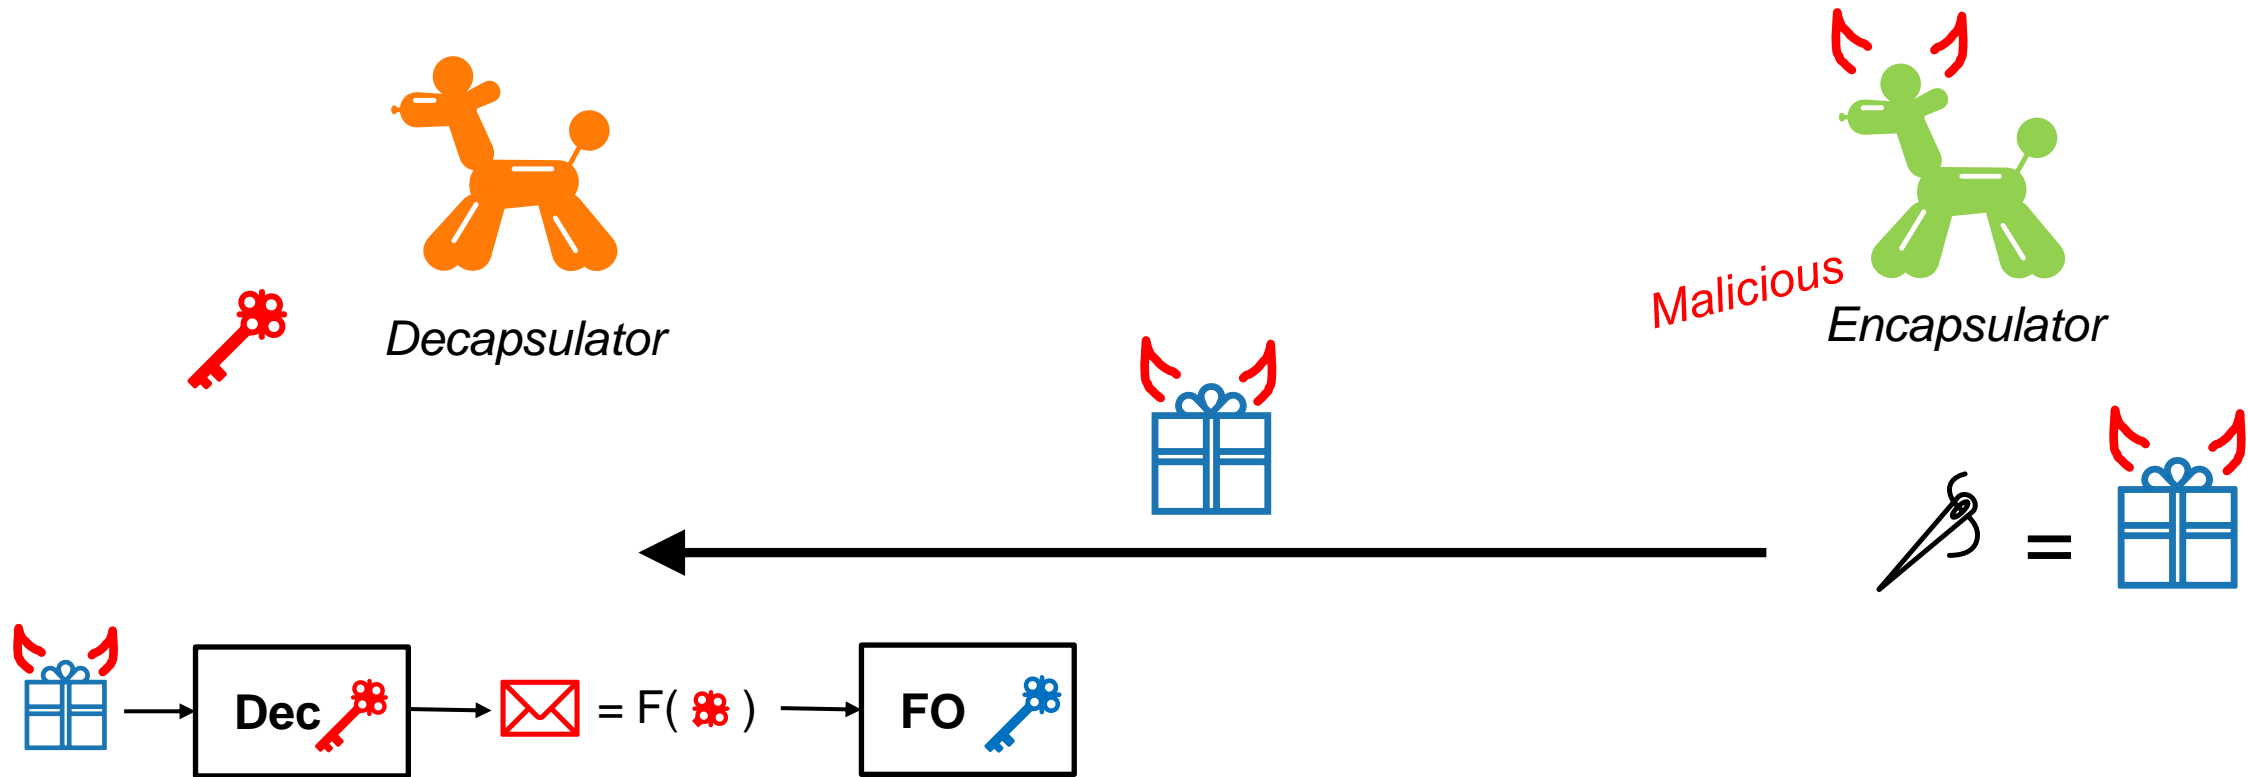 Malicious
Decapsulator
Encapsulator
=
Dec
= F( )
FO